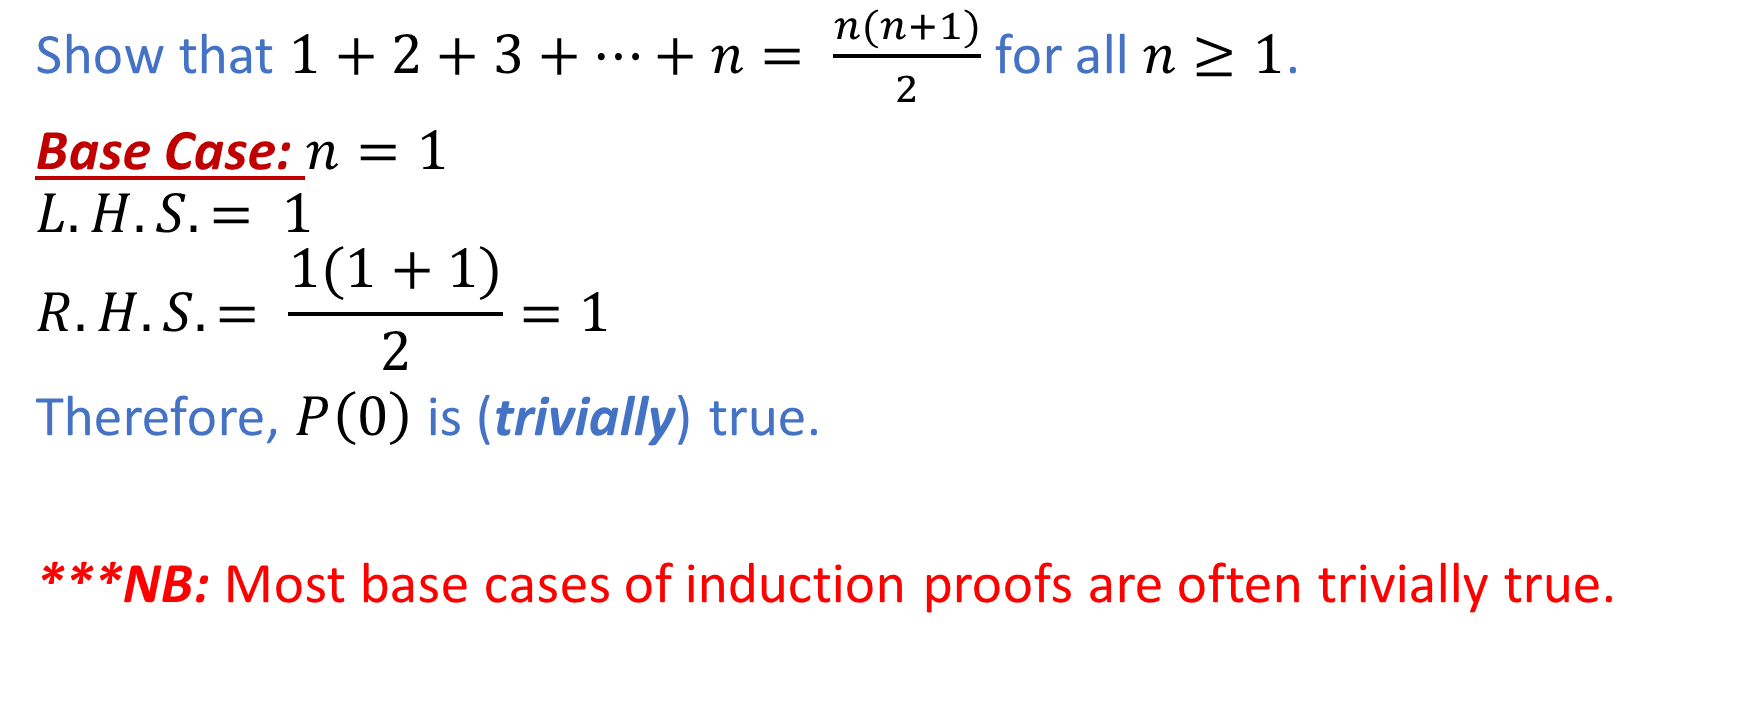 Show that 1 + 2 + 3 + ⋯ + n = n(n+1)/2 for all n ≥ 1.
Base Case: n = 1
L.H.S.= 1
R.H.S.= 1(1 + 1)/2 = 1
Therefore, P(0) is (trivially) true.
***NB: Most base cases of induction proofs are often trivially true.